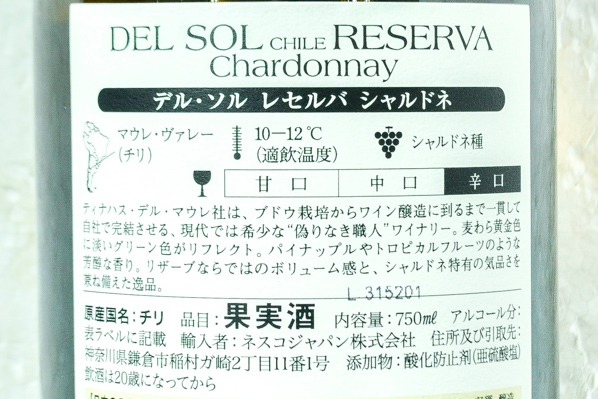 DEL SOL CHILE RESERVA
Chardonnay
デル・ソル レセルバ シャルドネ
マウレ・ヴァレー
(チリ)
10－12℃
(適飲温度)
シャルドネ種
甘口 中口 辛口
ティナハス・デル・マウレ社は、ブドウ栽培からワイン醸造に到るまで一貫して
自社で完結させる、現代では希少な“偽りなき職人”ワイナリー。麦わら黄金色
に淡いグリーン色がリフレクト。パイナップルやトロピカルフルーツのような
芳醇な香り。リザーブならではのボリューム感と、シャルドネ特有の気品さを
兼ね備えた逸品。
L 315201
原産国名：チリ 品目：果実酒 内容量：750㎖ アルコール分：
表ラベルに記載 輸入者：ネスコジャパン株式会社 住所及び引取先：
神奈川県鎌倉市稲村ガ崎2丁目11番1号 添加物：酸化防止剤(亜硫酸塩)
飲酒は20歳になってから